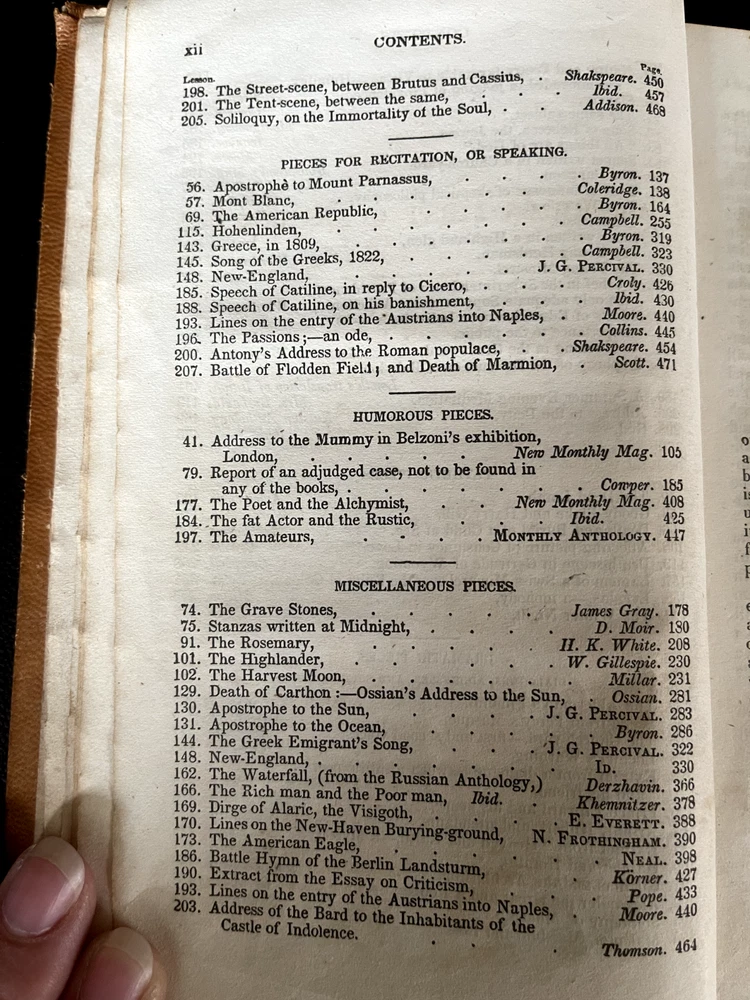 xii CONTENTS.
Lesson. Page.
198. The Street-scene, between Brutus and Cassius, . Shakspeare. 450
201. The Tent-scene, between the same, . . . Ibid. 457
205. Soliloquy, on the Immortality of the Soul, . . Addison. 468
PIECES FOR RECITATION, OR SPEAKING.
56. Apostrophè to Mount Parnassus, . . . . Byron. 137
57. Mont Blanc, . . . . . . Coleridge. 138
69. The American Republic, . . . . . Byron. 164
115. Hohenlinden, . . . . . . Campbell. 255
143. Greece, in 1809, . . . . . . Byron. 319
145. Song of the Greeks, 1822, . . . . Campbell. 323
148. New-England, . . . . . J. G. PERCIVAL. 330
185. Speech of Catiline, in reply to Cicero, . . . Croly. 426
188. Speech of Catiline, on his banishment, . . . Ibid. 430
193. Lines on the entry of the Austrians into Naples, . Moore. 440
196. The Passions;—an ode, . . . . . Collins. 445
200. Antony's Address to the Roman populace, . . Shakspeare. 454
207. Battle of Flodden Field; and Death of Marmion, . Scott. 471
HUMOROUS PIECES.
41. Address to the Mummy in Belzoni's exhibition,
London, . . . . . New Monthly Mag. 105
79. Report of an adjudged case, not to be found in
any of the books, . . . . . . Cowper. 185
177. The Poet and the Alchymist, . . New Monthly Mag. 408
184. The fat Actor and the Rustic, . . . Ibid. 425
197. The Amateurs, . . . . MONTHLY ANTHOLOGY. 447
MISCELLANEOUS PIECES.
74. The Grave Stones, . . . . . James Gray. 178
75. Stanzas written at Midnight, . . . . D. Moir. 180
91. The Rosemary, . . . . . H. K. White. 208
101. The Highlander, . . . . . W. Gillespie. 230
102. The Harvest Moon, . . . . . Millar. 231
129. Death of Carthon:—Ossian's Address to the Sun, . Ossian. 281
130. Apostrophe to the Sun, . . . . J. G. PERCIVAL. 283
131. Apostrophe to the Ocean, . . . . Byron. 286
144. The Greek Emigrant's Song, . . . J. G. PERCIVAL. 322
148. New-England, . . . . . . ID. 330
162. The Waterfall, (from the Russian Anthology,) Derzhavin. 366
166. The Rich man and the Poor man, Ibid. . Khemnitzer. 378
169. Dirge of Alaric, the Visigoth, . . . E. EVERETT. 388
170. Lines on the New-Haven Burying-ground, N. FROTHINGHAM. 390
173. The American Eagle, . . . . . NEAL. 398
186. Battle Hymn of the Berlin Landsturm, . . Körner. 427
190. Extract from the Essay on Criticism, . . . Pope. 433
193. Lines on the entry of the Austrians into Naples, . Moore. 440
203. Address of the Bard to the Inhabitants of the
Castle of Indolence. . . . Thomson. 464